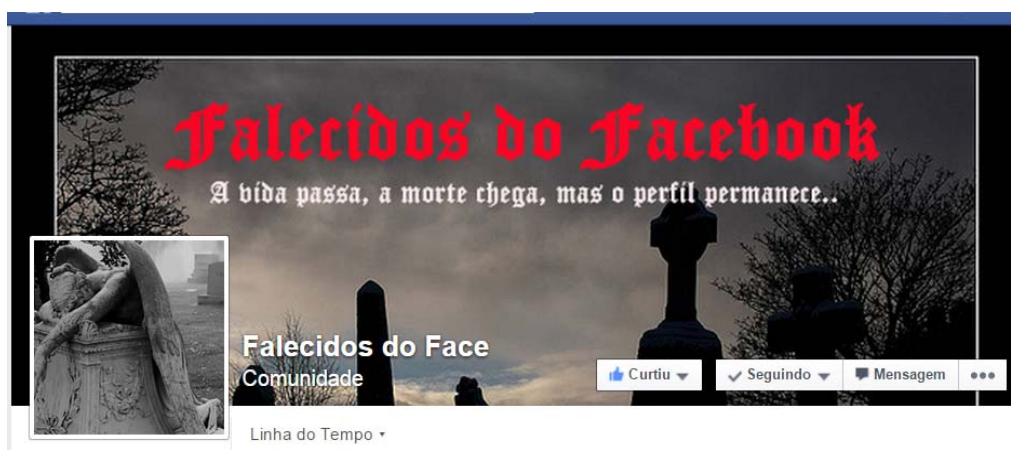 Falecidos do Facebook
A vida passa, a morte chega, mas o perfil permanece..
Falecidos do Face
Comunidade
Curtiu
Seguindo
Mensagem
Linha do Tempo